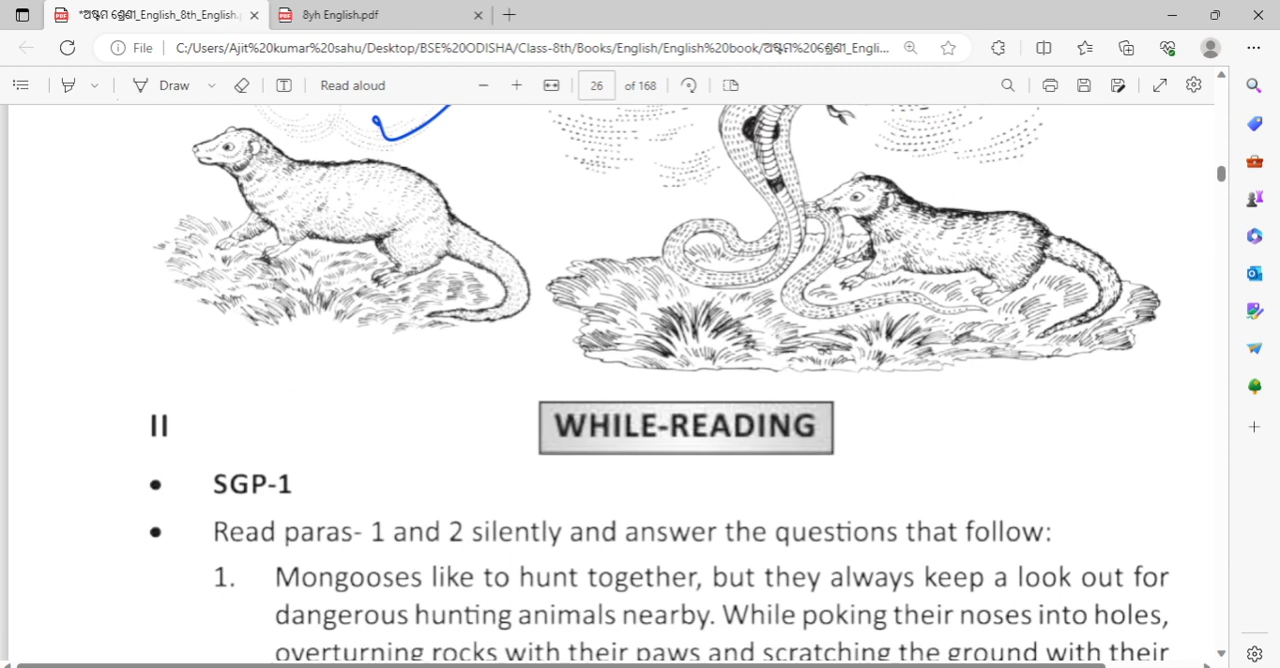 *ଅଷ୍ଟମ ଶ୍ରେଣୀ_English_8th_English.
8yh English.pdf
File
C:/Users/Ajit%20kumar%20sahu/Desktop/BSE%20ODISHA/Class-8th/Books/English/English%20book/ଅଷ୍ଟମ%20ଶ୍ରେଣୀ_Engli...
Draw
Read aloud
26
of 168
II
WHILE-READING
• SGP-1
• Read paras- 1 and 2 silently and answer the questions that follow:
1. Mongooses like to hunt together, but they always keep a look out for
dangerous hunting animals nearby. While poking their noses into holes,
overturning rocks with their paws and scratching the ground with their